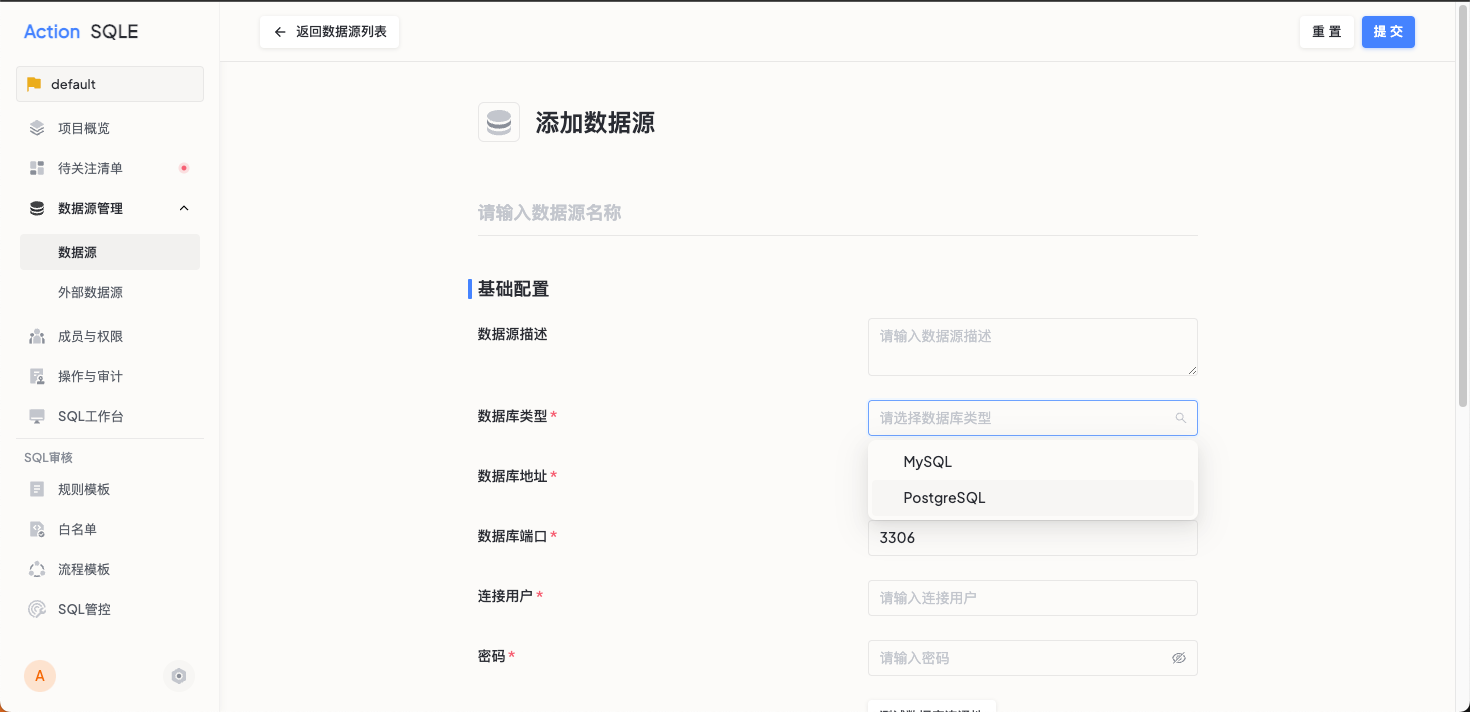 Action SQLE
default
项目概览
待关注清单
数据源管理
数据源
外部数据源
成员与权限
操作与审计
SQL工作台
SQL审核
规则模板
白名单
流程模板
SQL管控
A
返回数据源列表
重 置
提 交
添加数据源
请输入数据源名称
基础配置
数据源描述
请输入数据源描述
数据库类型*
请选择数据库类型
MySQL
PostgreSQL
数据库地址*
数据库端口*
3306
连接用户*
请输入连接用户
密码*
请输入密码